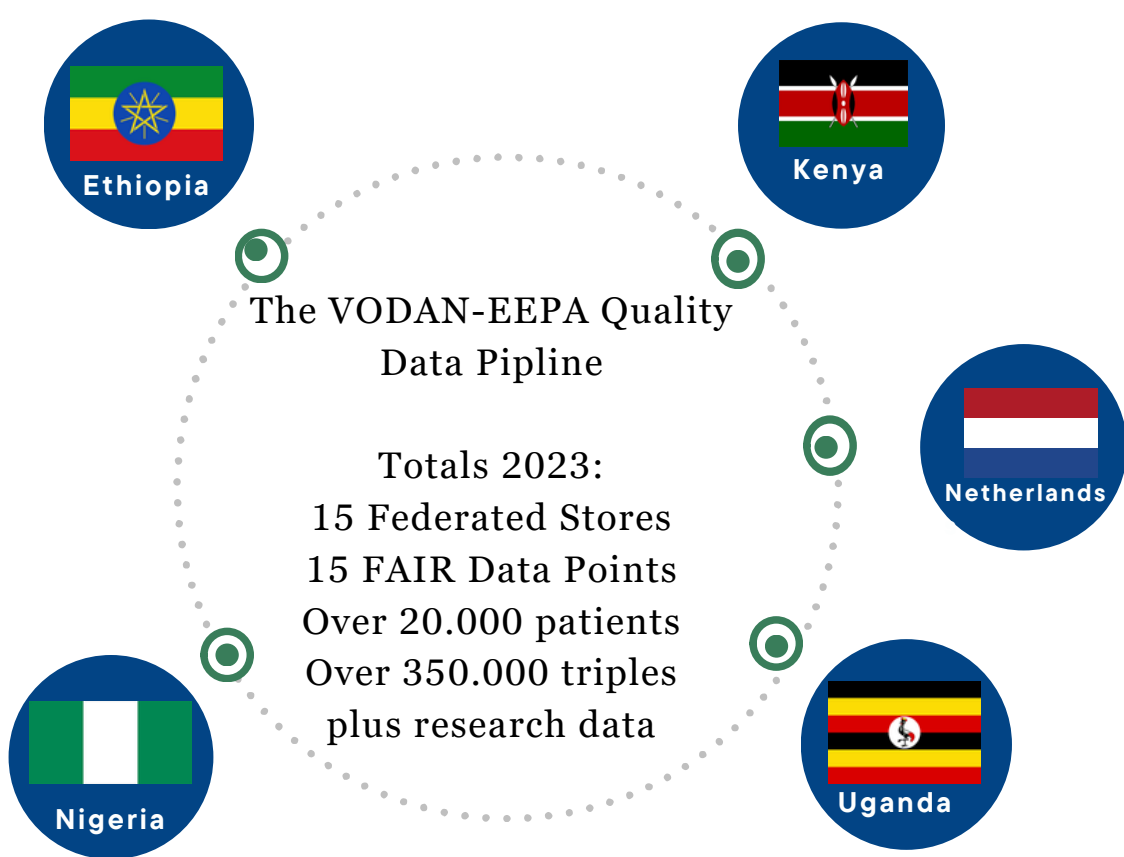 Ethiopia
Kenya
The VODAN-EEPA Quality
Data Pipline
Totals 2023:
15 Federated Stores
15 FAIR Data Points
Over 20.000 patients
Over 350.000 triples
plus research data
Netherlands
Nigeria
Uganda